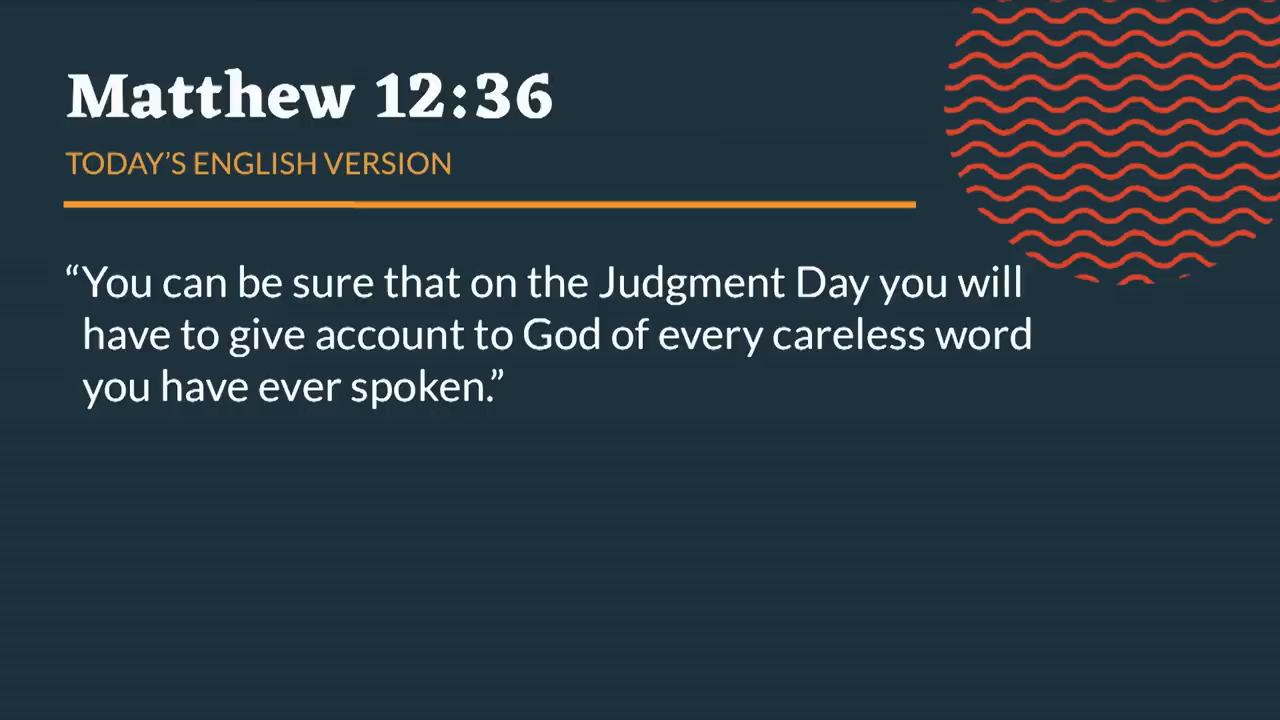 Matthew 12:36
TODAY’S ENGLISH VERSION
“You can be sure that on the Judgment Day you will
have to give account to God of every careless word
you have ever spoken.”